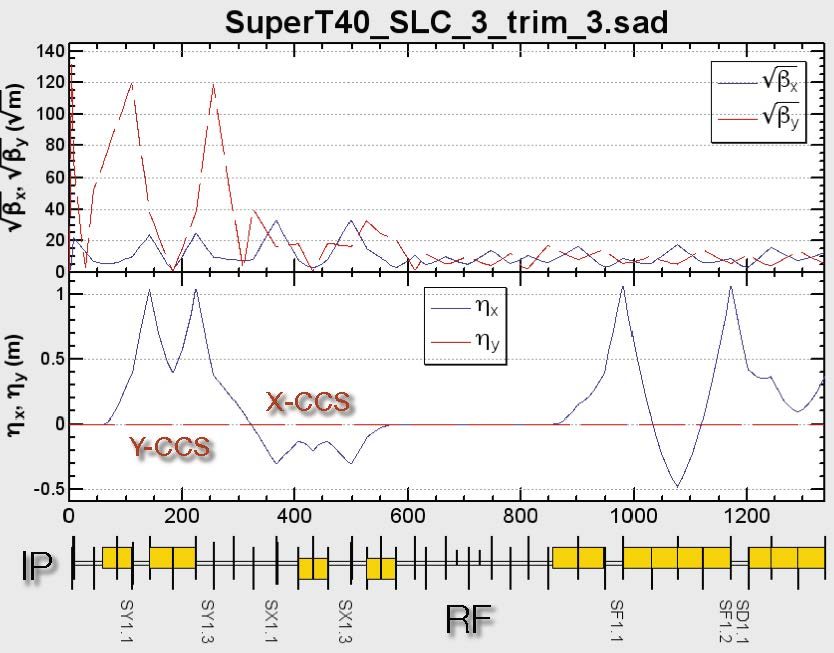 SuperT40_SLC_3_trim_3.sad
√βx, √βy (√m)
140
120
100
80
60
40
20
0
√βx
√βy
ηx, ηy (m)
1
0.5
0
-0.5
ηx
ηy
X-CCS
Y-CCS
0 200 400 600 800 1000 1200
IP
RF
SY1.1
SY1.3
SX1.1
SX1.3
SF1.1
SF1.2
SD1.1